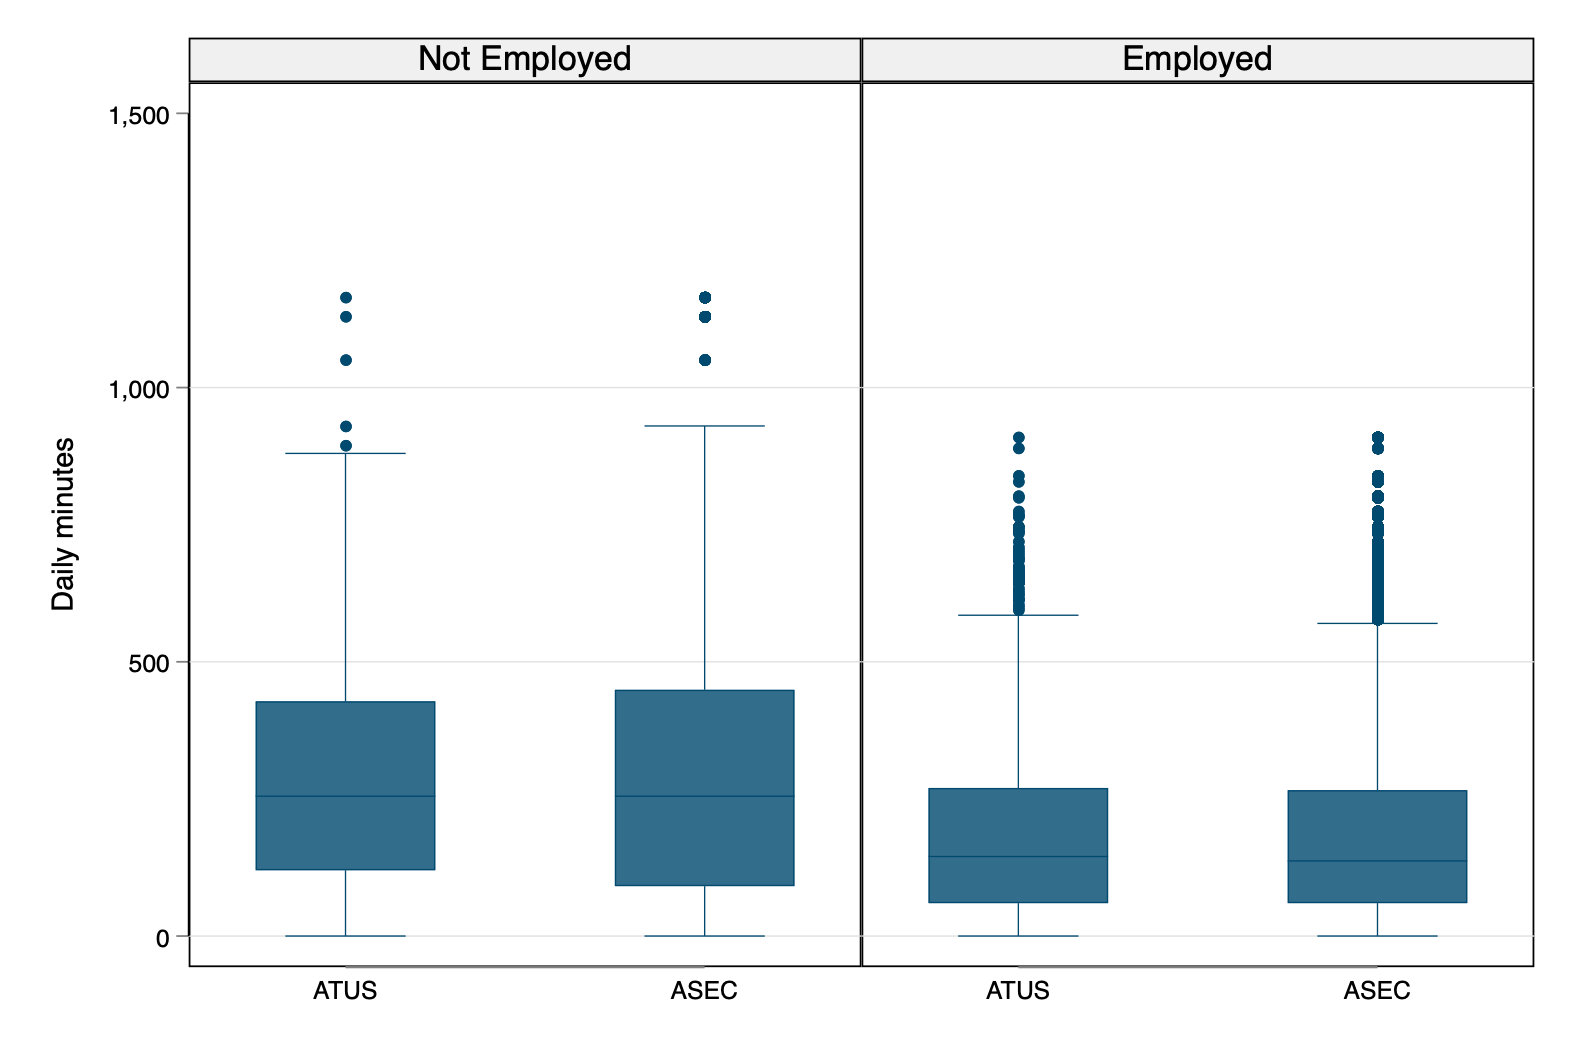 Not Employed
Employed
1,500
1,000
500
0
Daily minutes
ATUS
ASEC
ATUS
ASEC